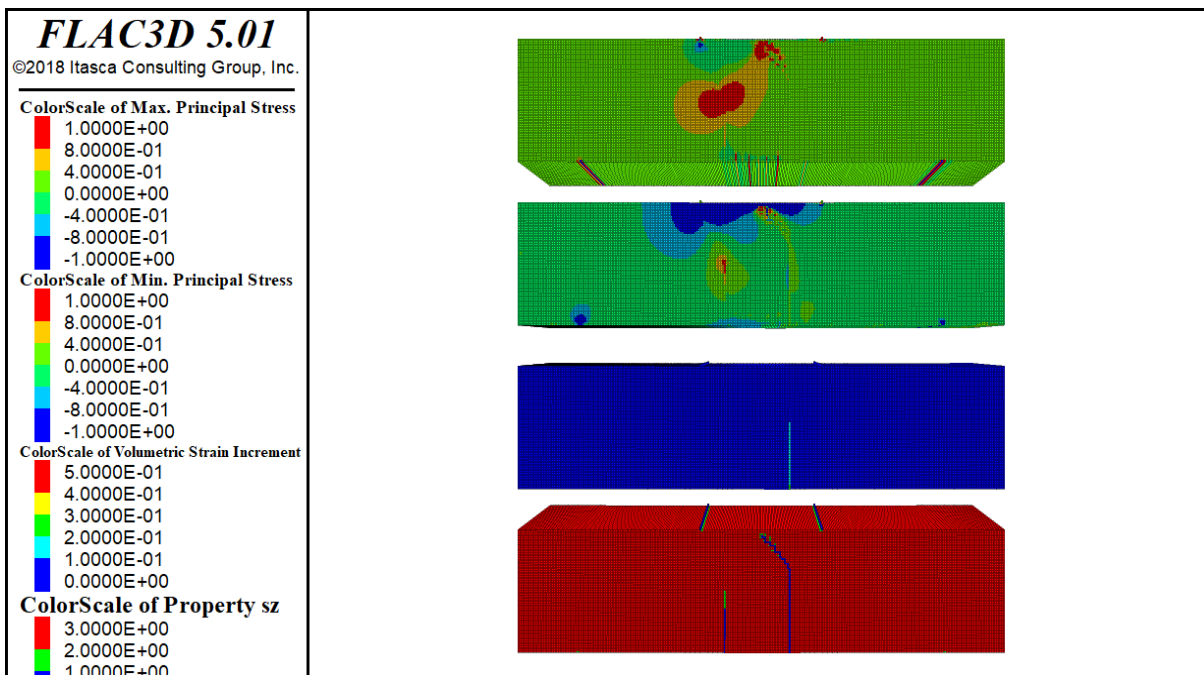 FLAC3D 5.01
©2018 Itasca Consulting Group, Inc.
ColorScale of Max. Principal Stress
1.0000E+00
8.0000E-01
4.0000E-01
0.0000E+00
-4.0000E-01
-8.0000E-01
-1.0000E+00
ColorScale of Min. Principal Stress
1.0000E+00
8.0000E-01
4.0000E-01
0.0000E+00
-4.0000E-01
-8.0000E-01
-1.0000E+00
ColorScale of Volumetric Strain Increment
5.0000E-01
4.0000E-01
3.0000E-01
2.0000E-01
1.0000E-01
0.0000E+00
ColorScale of Property sz
3.0000E+00
2.0000E+00
1.0000E+00